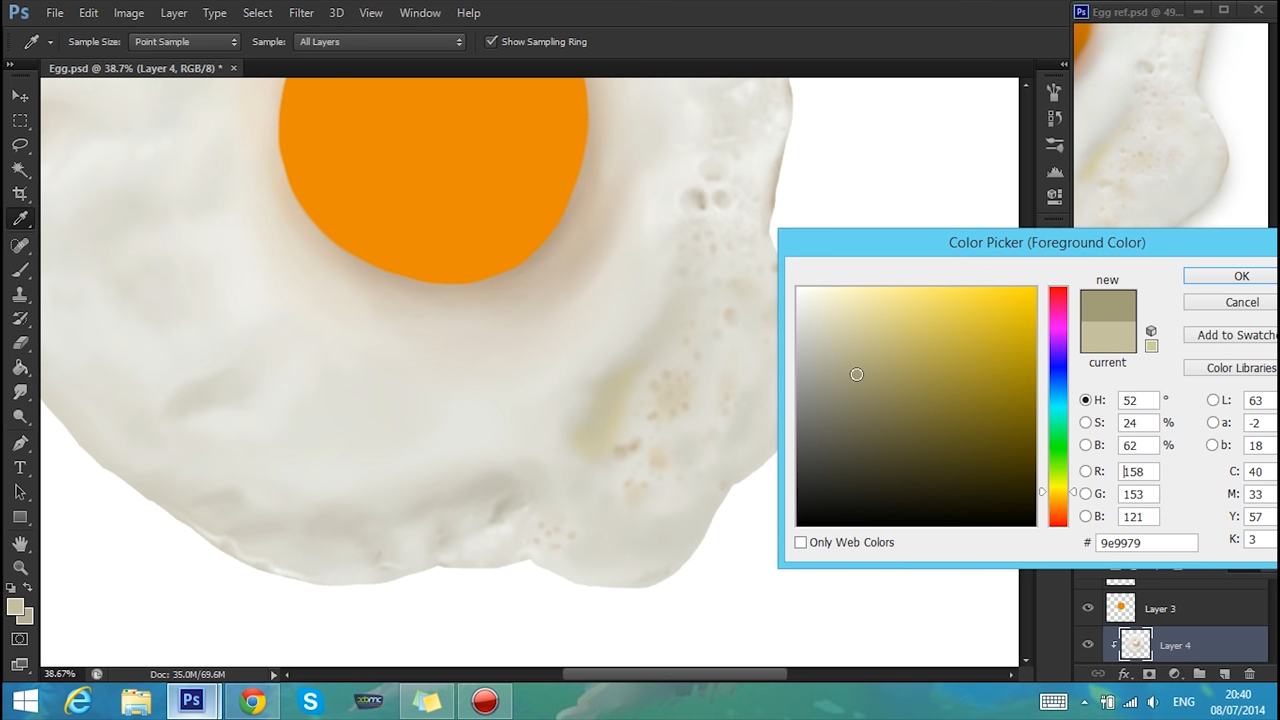 Ps File Edit Image Layer Type Select Filter 3D View Window Help
Ps Egg ref.psd @ 49...
Sample Size: Point Sample Sample: All Layers Show Sampling Ring
Egg.psd @ 38.7% (Layer 4, RGB/8) *
Color Picker (Foreground Color)
new
current
OK
Cancel
Add to Swatche
Color Libraries
H: 52 °
S: 24 %
B: 62 %
R: 158
G: 153
B: 121
L: 63
a: -2
b: 18
C: 40
M: 33
Y: 57
K: 3
# 9e9979
Only Web Colors
Layer 3
Layer 4
38.67% Doc: 35.0M/69.6M
Ps
ENG
20:40
08/07/2014